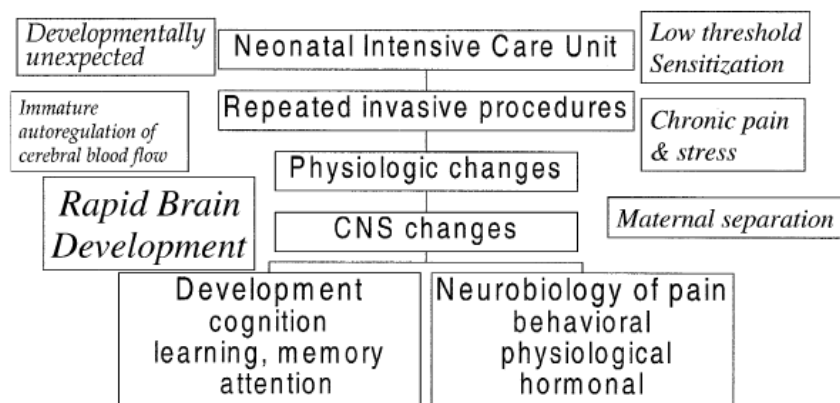 Developmentally
unexpected
Neonatal Intensive Care Unit
Low threshold
Sensitization
Immature
autoregulation of
cerebral blood flow
Repeated invasive procedures
Chronic pain
& stress
Physiologic changes
Rapid Brain
Development
CNS changes
Maternal separation
Development
cognition
learning, memory
attention
Neurobiology of pain
behavioral
physiological
hormonal